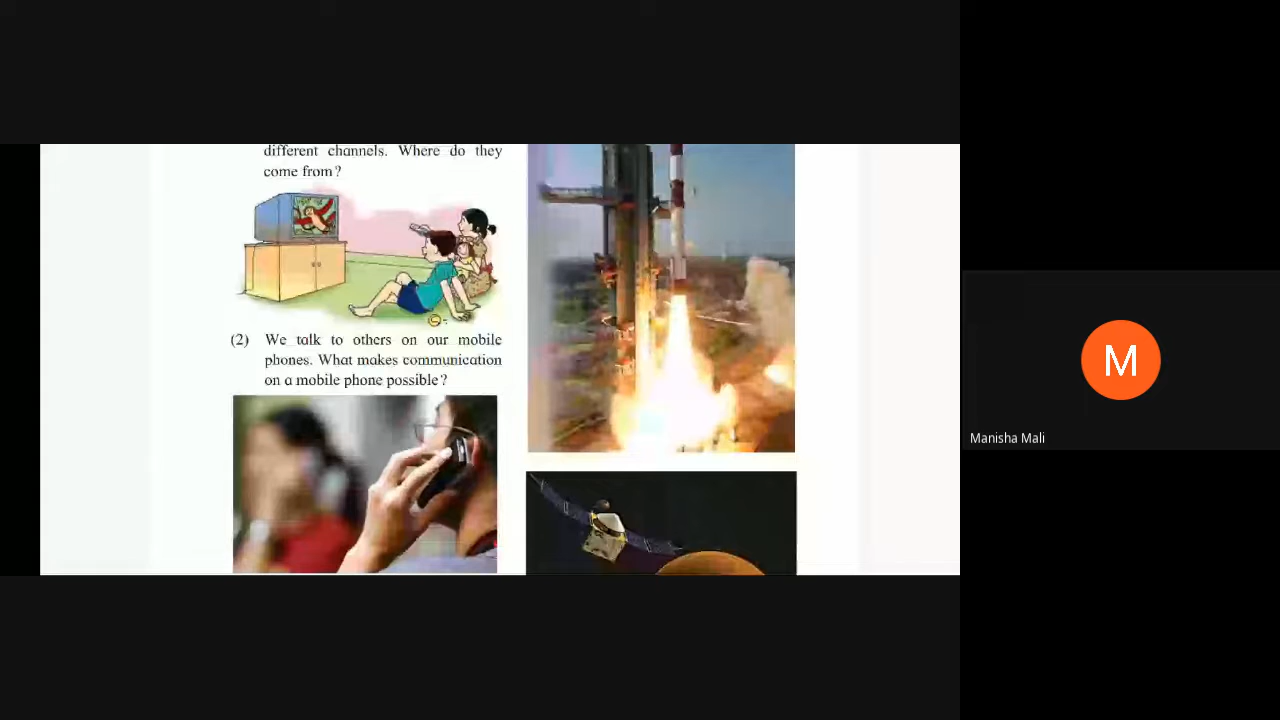 different channels. Where do they
come from?
(2) We talk to others on our mobile
phones. What makes communication
on a mobile phone possible?
M
Manisha Mali